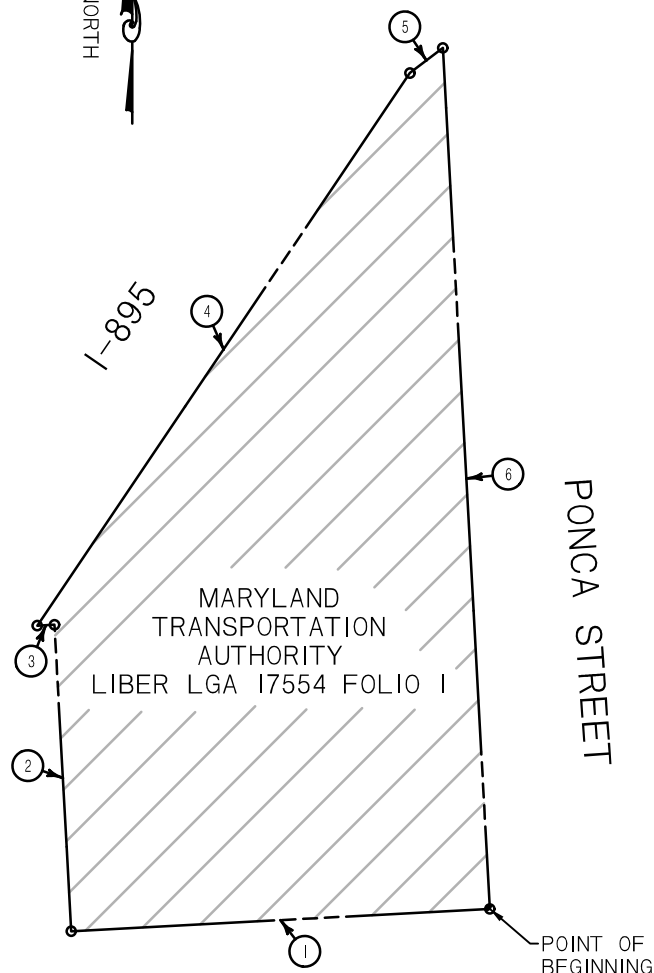 NORTH
5
I-895
4
6
PONCA STREET
MARYLAND
TRANSPORTATION
AUTHORITY
LIBER LGA 17554 FOLIO 1
3
2
1
POINT OF
BEGINNING